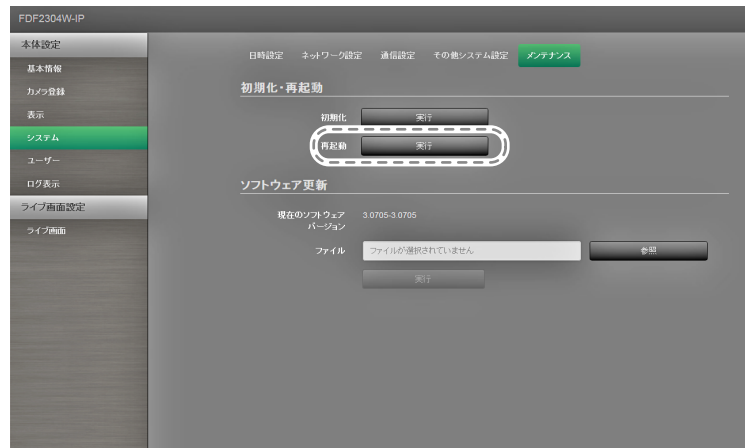 FDF2304W-IP
本体設定
基本情報
カメラ登録
表示
システム
ユーザー
ログ表示
ライブ画面設定
ライブ画面
日時設定 ネットワーク設定 通信設定 その他システム設定 メンテナンス
初期化・再起動
初期化 実行
再起動 実行
ソフトウェア更新
現在のソフトウェア 3.0705-3.0705
バージョン
ファイル ファイルが選択されていません 参照
実行